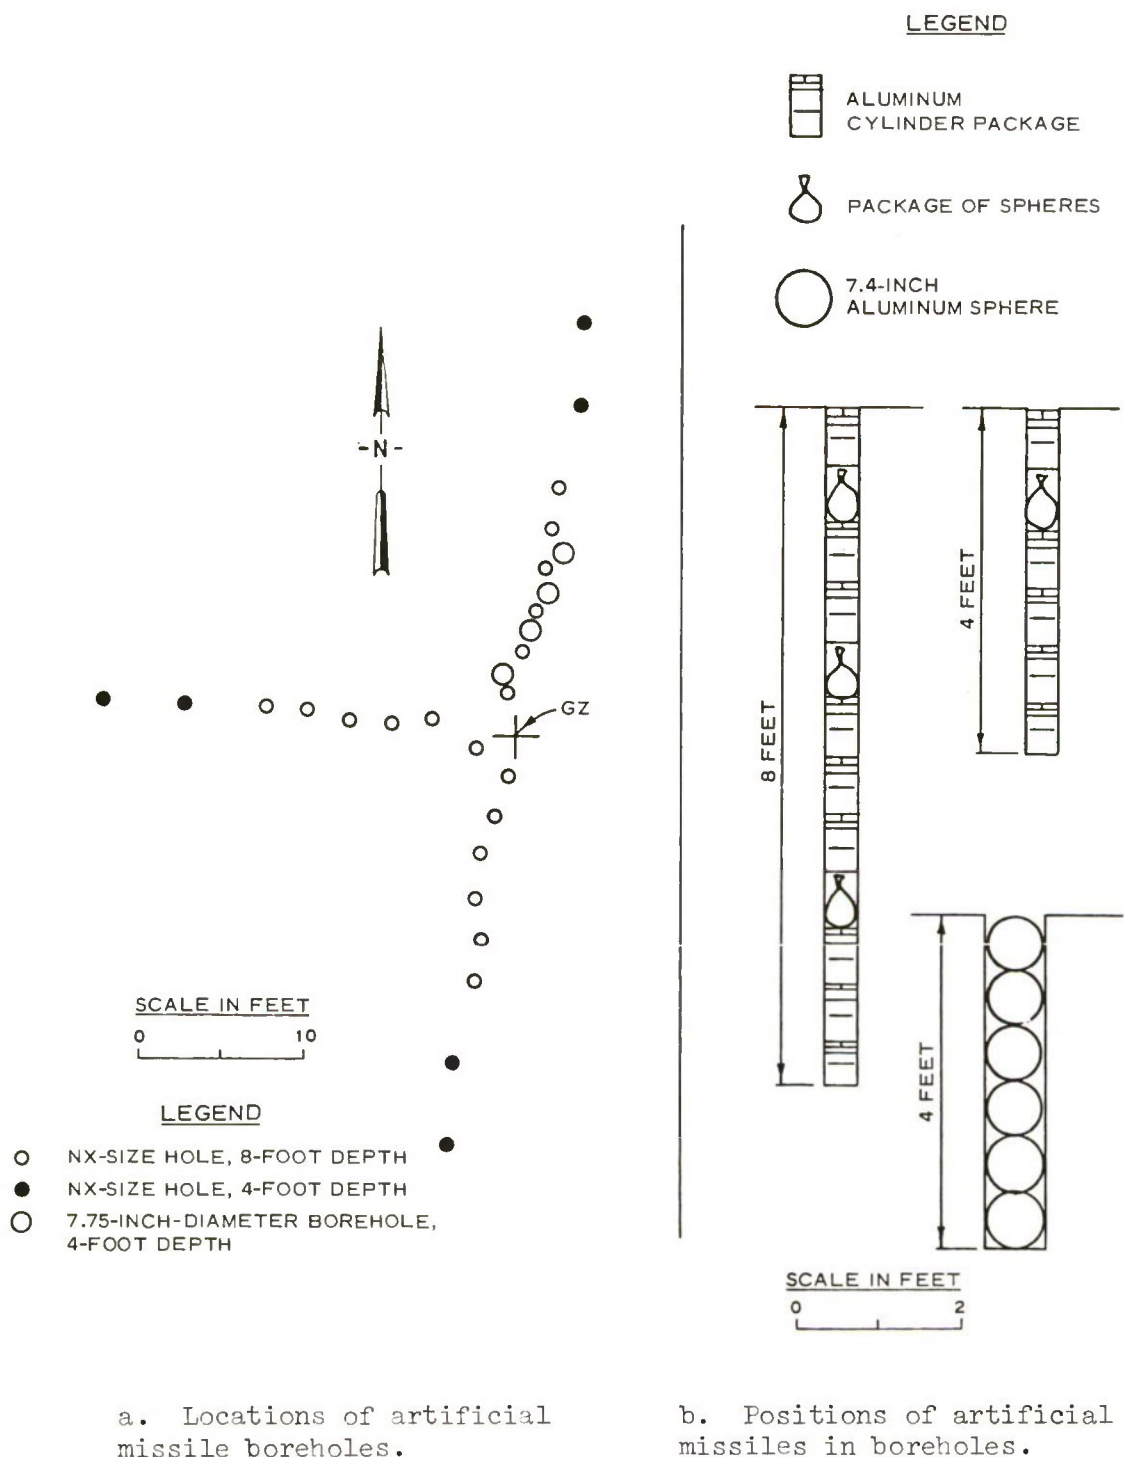 LEGEND
ALUMINUM
CYLINDER PACKAGE
PACKAGE OF SPHERES
7.4-INCH
ALUMINUM SPHERE
-N-
GZ
SCALE IN FEET
0 10
LEGEND
NX-SIZE HOLE, 8-FOOT DEPTH
NX-SIZE HOLE, 4-FOOT DEPTH
7.75-INCH-DIAMETER BOREHOLE,
4-FOOT DEPTH
8 FEET
4 FEET
4 FEET
SCALE IN FEET
0 2
a. Locations of artificial
missile boreholes.
b. Positions of artificial
missiles in boreholes.